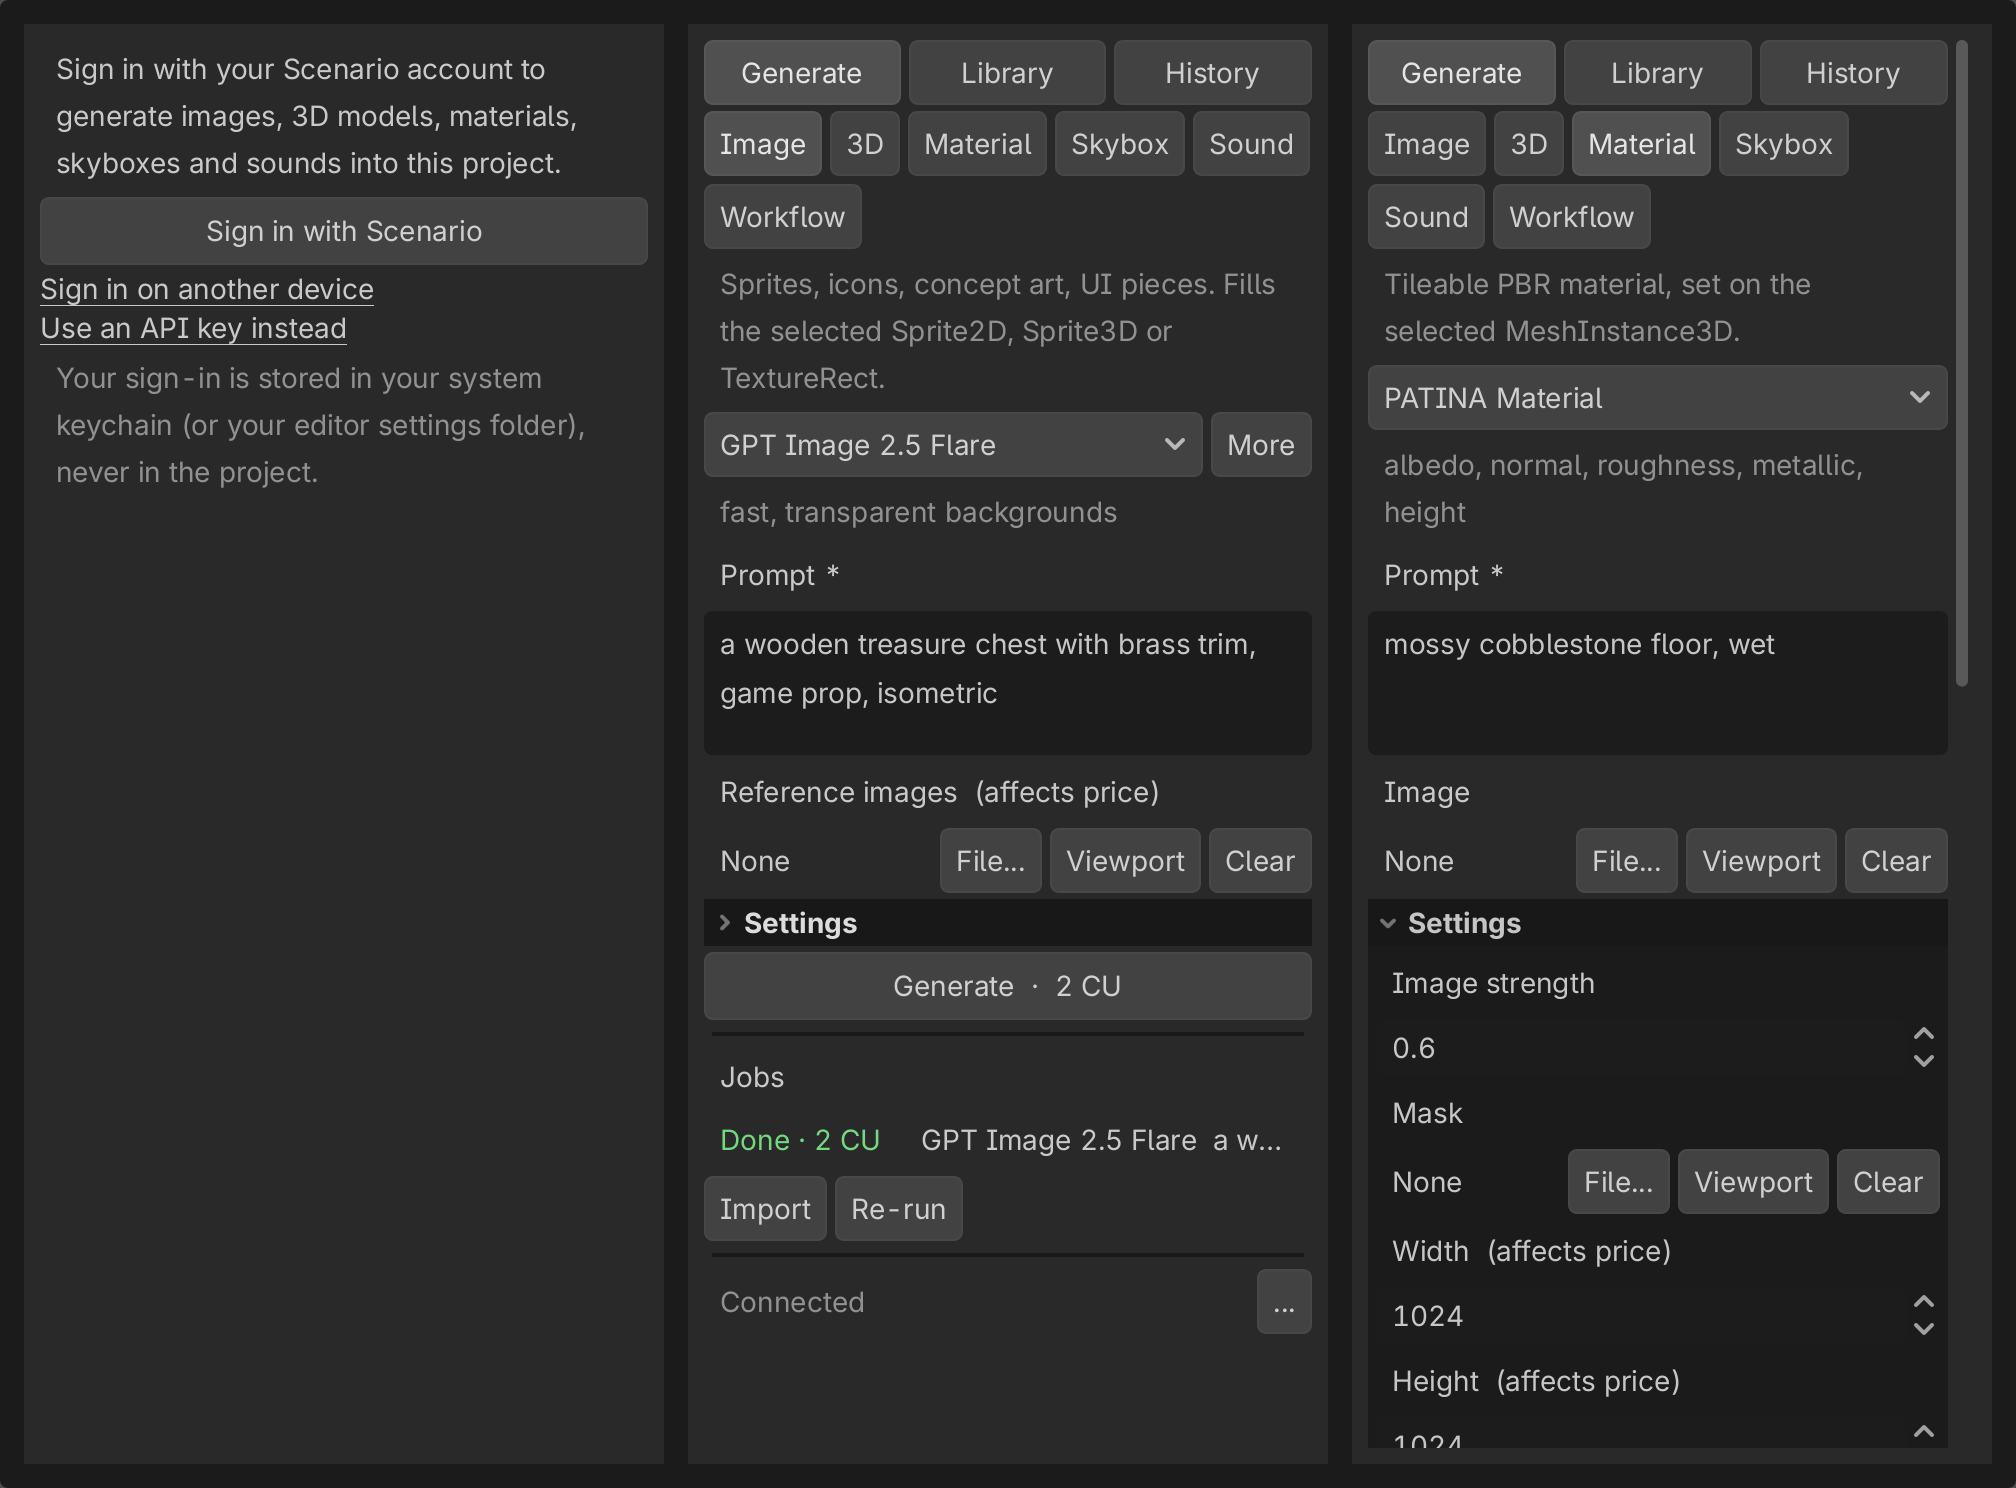 Sign in with your Scenario account to
generate images, 3D models, materials,
skyboxes and sounds into this project.
Sign in with Scenario
Sign in on another device
Use an API key instead
Your sign-in is stored in your system
keychain (or your editor settings folder),
never in the project.
Generate Library History
Image 3D Material Skybox Sound
Workflow
Sprites, icons, concept art, UI pieces. Fills
the selected Sprite2D, Sprite3D or
TextureRect.
GPT Image 2.5 Flare More
fast, transparent backgrounds
Prompt *
a wooden treasure chest with brass trim,
game prop, isometric
Reference images (affects price)
None File... Viewport Clear
Settings
Generate · 2 CU
Jobs
Done · 2 CU GPT Image 2.5 Flare a w...
Import Re-run
Connected ...
Generate Library History
Image 3D Material Skybox
Sound Workflow
Tileable PBR material, set on the
selected MeshInstance3D.
PATINA Material
albedo, normal, roughness, metallic,
height
Prompt *
mossy cobblestone floor, wet
Image
None File... Viewport Clear
Settings
Image strength
0.6
Mask
None File... Viewport Clear
Width (affects price)
1024
Height (affects price)
1024